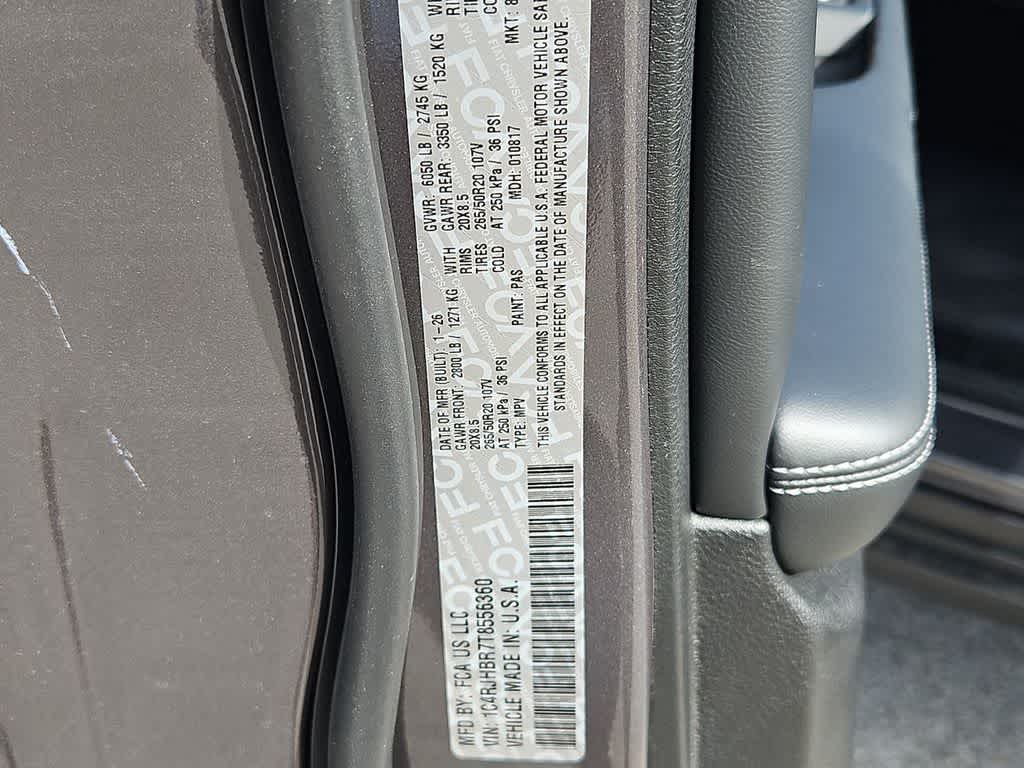 MFD BY: FCA US LLC
DATE OF MFR (BUILT): 1-26
GVWR: 6050 LB / 2745 KG
GAWR FRONT: 2800 LB / 1271 KG WITH
GAWR REAR: 3350 LB / 1520 KG
20X8.5 RIMS 20X8.5
265/50R20 107V TIRES 265/50R20 107V
AT 250 kPa / 36 PSI COLD AT 250 kPa / 36 PSI
VIN: 1C4RJHBR7T8556360
TYPE: MPV PAINT: PAS MDH: 010817 MKT:
VEHICLE MADE IN: U.S.A.
THIS VEHICLE CONFORMS TO ALL APPLICABLE U.S.A. FEDERAL MOTOR VEHICLE
STANDARDS IN EFFECT ON THE DATE OF MANUFACTURE SHOWN ABOVE.